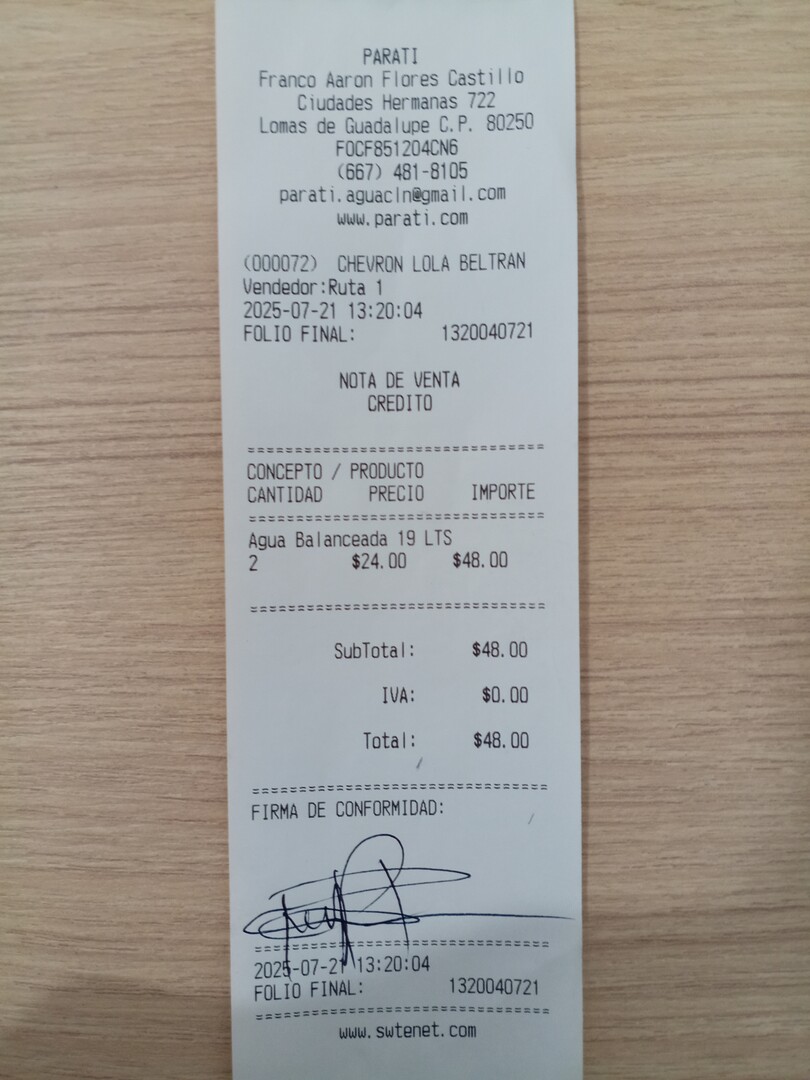 PARATI
Franco Aaron Flores Castillo
Ciudades Hermanas 722
Lomas de Guadalupe C.P. 80250
FOCF851204CN6
(667) 481-8105
parati.aguacln@gmail.com
www.parati.com
(000072) CHEVRON LOLA BELTRAN
Vendedor:Ruta 1
2025-07-21 13:20:04
FOLIO FINAL: 1320040721
NOTA DE VENTA
CREDITO
==============================
CONCEPTO / PRODUCTO
CANTIDAD PRECIO IMPORTE
==============================
Agua Balanceada 19 LTS
2 $24.00 $48.00
==============================
SubTotal: $48.00
IVA: $0.00
Total: $48.00
==============================
FIRMA DE CONFORMIDAD:
==============================
2025-07-21 13:20:04
FOLIO FINAL: 1320040721
==============================
www.swtenet.com